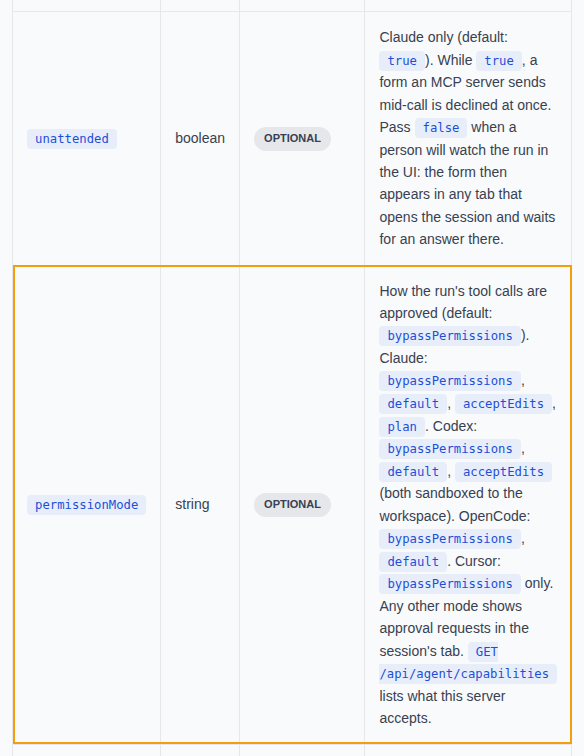 Claude only (default:
true ). While true , a
form an MCP server sends
mid-call is declined at once.
Pass false when a
person will watch the run in
the UI: the form then
appears in any tab that
opens the session and waits
for an answer there.
unattended
boolean
OPTIONAL
How the run's tool calls are
approved (default:
bypassPermissions ).
Claude:
bypassPermissions ,
default , acceptEdits ,
plan . Codex:
bypassPermissions ,
default , acceptEdits
(both sandboxed to the
workspace). OpenCode:
bypassPermissions ,
default . Cursor:
bypassPermissions only.
Any other mode shows
approval requests in the
session's tab. GET
/api/agent/capabilities
lists what this server
accepts.
permissionMode
string
OPTIONAL